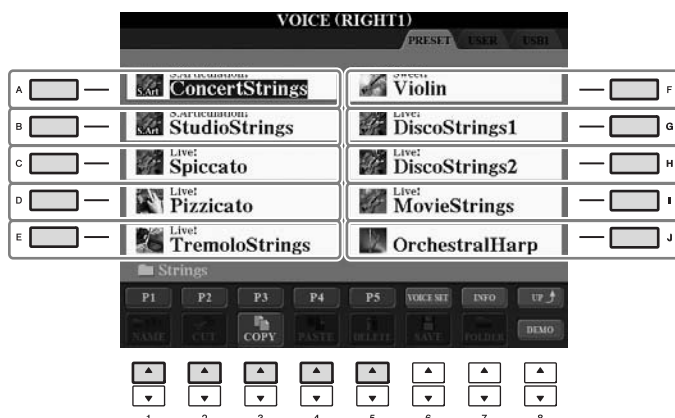 VOICE (RIGHT1)
PRESET USER USB1
A S.Articulation! ConcertStrings Sweet! Violin F
B S.Articulation! StudioStrings Live! DiscoStrings1 G
C Live! Spiccato Live! DiscoStrings2 H
D Live! Pizzicato Live! MovieStrings I
E Live! TremoloStrings OrchestralHarp J
S.Art
S.Art
Strings
P1 P2 P3 P4 P5 VOICE SET INFO UP
NAME CUT COPY PASTE DELETE SAVE FOLDER DEMO
1 2 3 4 5 6 7 8